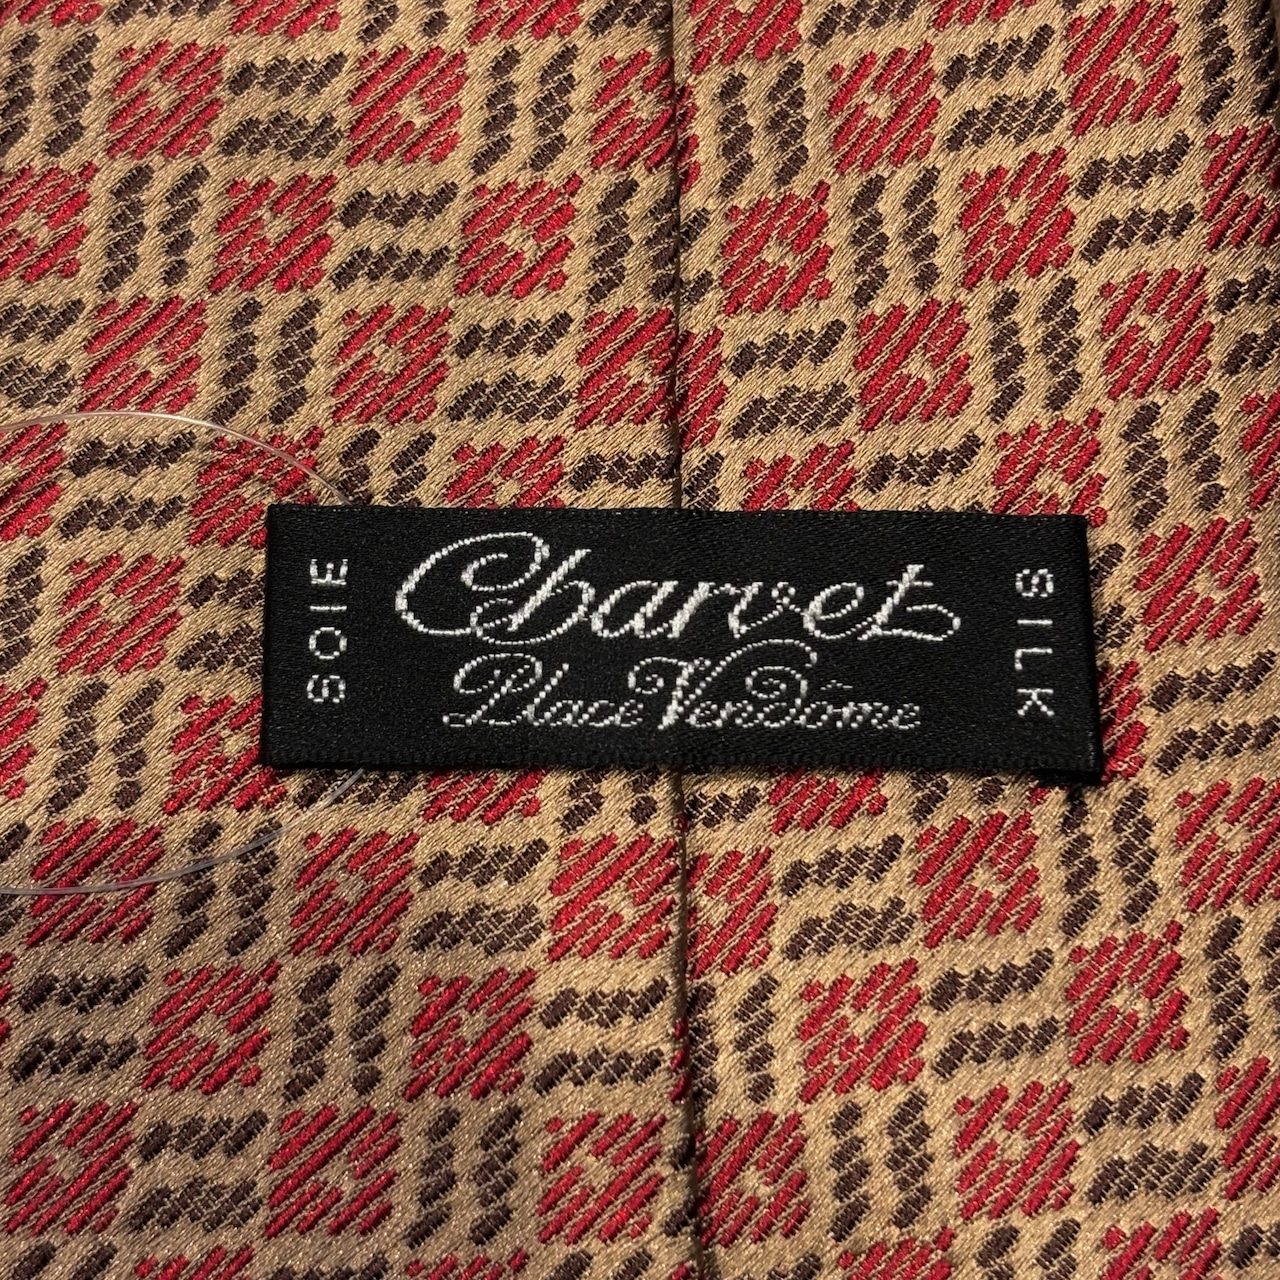 SOIE
Charvet
Place Vendôme
SILK